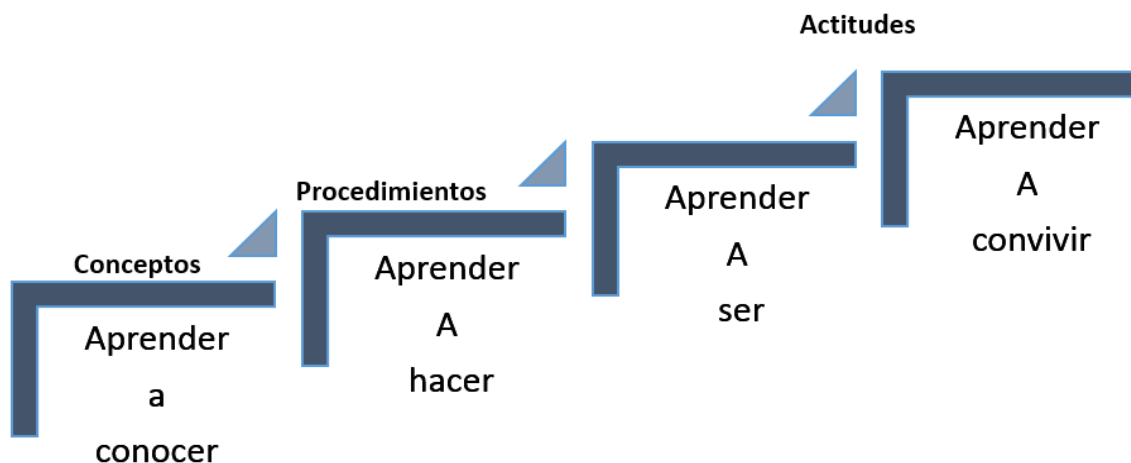 Conceptos
Aprender
a
conocer
Procedimientos
Aprender
A
hacer
Aprender
A
ser
Actitudes
Aprender
A
convivir